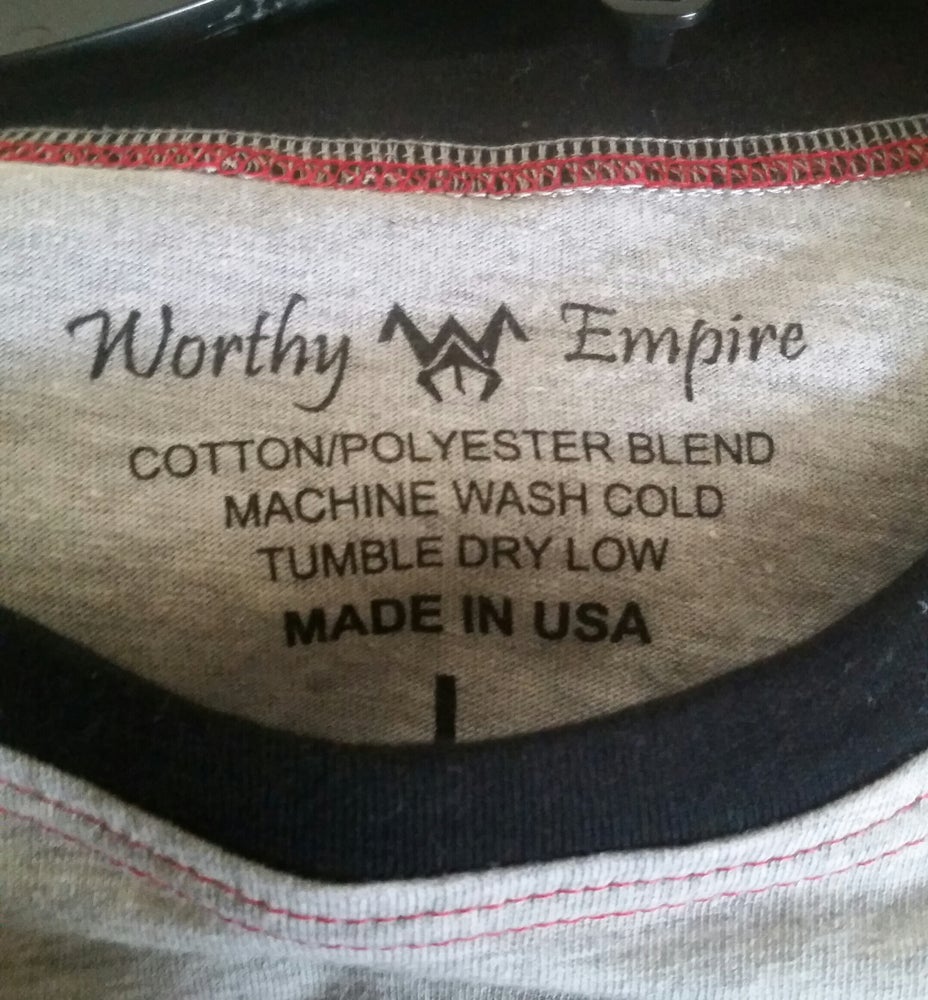 Worthy Empire
COTTON/POLYESTER BLEND
MACHINE WASH COLD
TUMBLE DRY LOW
MADE IN USA